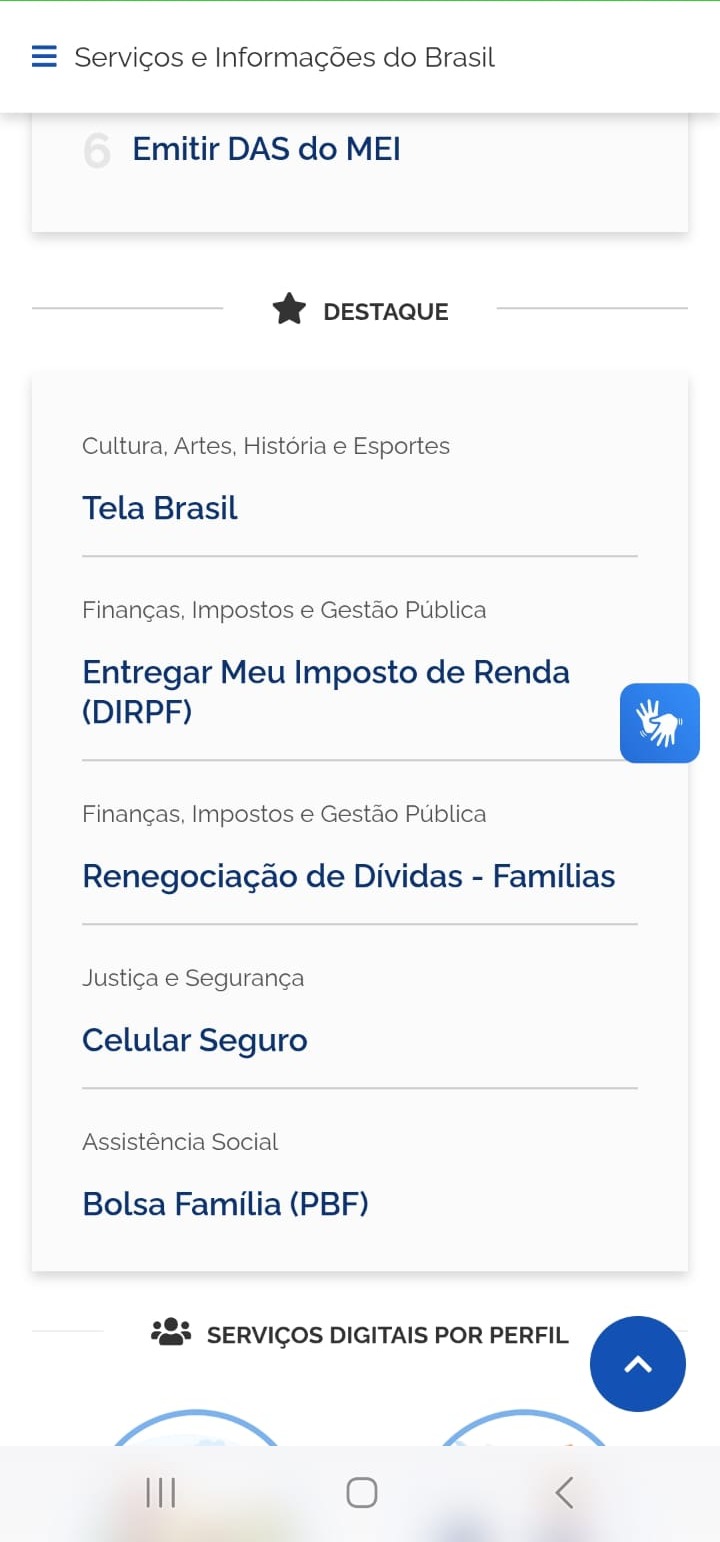 Serviços e Informações do Brasil
6 Emitir DAS do MEI
DESTAQUE
Cultura, Artes, História e Esportes
Tela Brasil
Finanças, Impostos e Gestão Pública
Entregar Meu Imposto de Renda
(DIRPF)
Finanças, Impostos e Gestão Pública
Renegociação de Dívidas - Famílias
Justiça e Segurança
Celular Seguro
Assistência Social
Bolsa Família (PBF)
SERVIÇOS DIGITAIS POR PERFIL